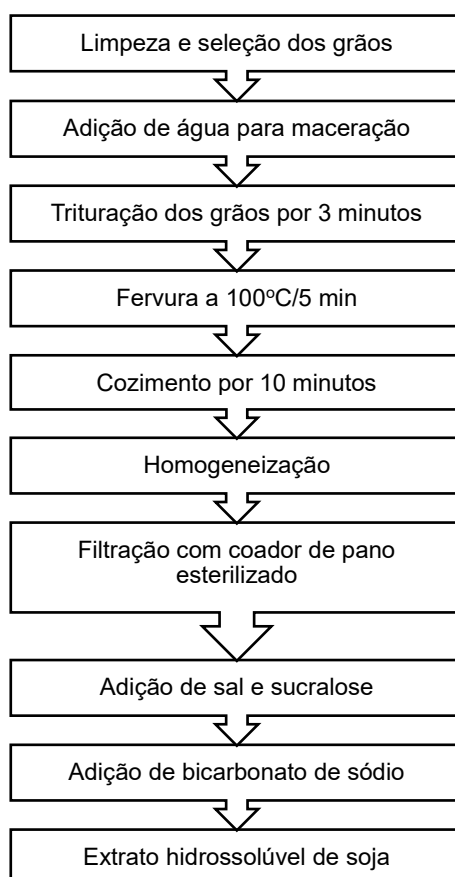 Limpeza e seleção dos grãos
Adição de água para maceração
Trituração dos grãos por 3 minutos
Fervura a 100ºC/5 min
Cozimento por 10 minutos
Homogeneização
Filtração com coador de pano
esterilizado
Adição de sal e sucralose
Adição de bicarbonato de sódio
Extrato hidrossolúvel de soja